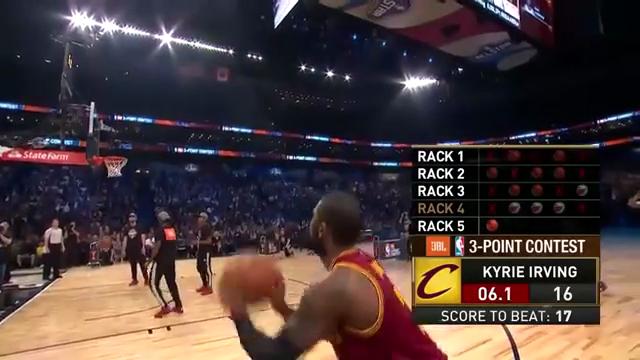 RACK 1
RACK 2
RACK 3
RACK 4
RACK 5
State Farm
JBL 3-POINT CONTEST
KYRIE IRVING
06.1 16
SCORE TO BEAT: 17